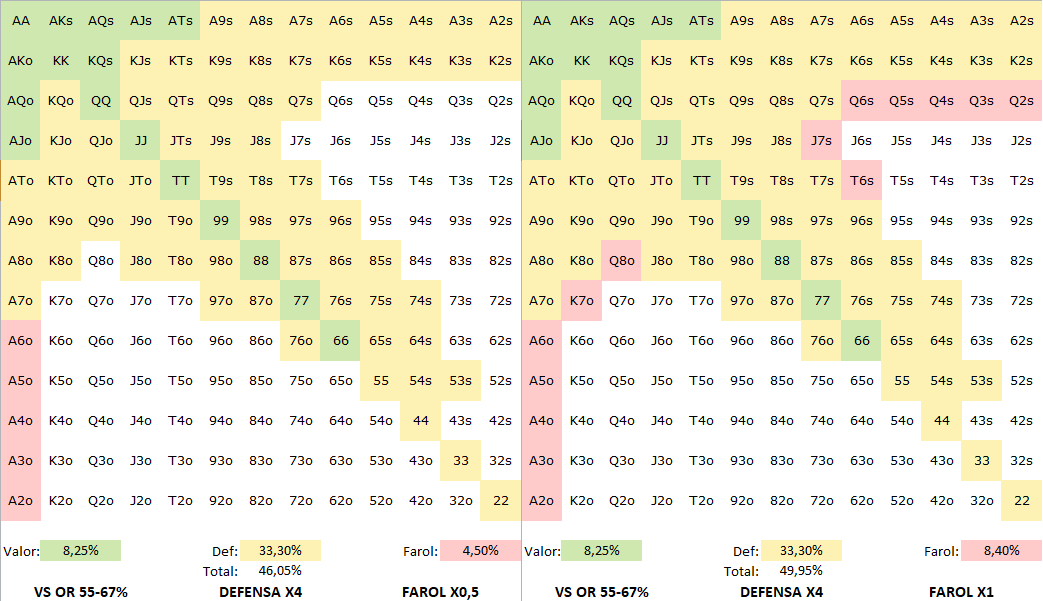 AA AKs AQs AJs ATs A9s A8s A7s A6s A5s A4s A3s A2s AA AKs AQs AJs ATs A9s A8s A7s A6s A5s A4s A3s A2s
AKo KK KQs KJs KTs K9s K8s K7s K6s K5s K4s K3s K2s AKo KK KQs KJs KTs K9s K8s K7s K6s K5s K4s K3s K2s
AQo KQo QQ QJs QTs Q9s Q8s Q7s Q6s Q5s Q4s Q3s Q2s AQo KQo QQ QJs QTs Q9s Q8s Q7s Q6s Q5s Q4s Q3s Q2s
AJo KJo QJo JJ JTs J9s J8s J7s J6s J5s J4s J3s J2s AJo KJo QJo JJ JTs J9s J8s J7s J6s J5s J4s J3s J2s
ATo KTo QTo JTo TT T9s T8s T7s T6s T5s T4s T3s T2s ATo KTo QTo JTo TT T9s T8s T7s T6s T5s T4s T3s T2s
A9o K9o Q9o J9o T9o 99 98s 97s 96s 95s 94s 93s 92s A9o K9o Q9o J9o T9o 99 98s 97s 96s 95s 94s 93s 92s
A8o K8o Q8o J8o T8o 98o 88 87s 86s 85s 84s 83s 82s A8o K8o Q8o J8o T8o 98o 88 87s 86s 85s 84s 83s 82s
A7o K7o Q7o J7o T7o 97o 87o 77 76s 75s 74s 73s 72s A7o K7o Q7o J7o T7o 97o 87o 77 76s 75s 74s 73s 72s
A6o K6o Q6o J6o T6o 96o 86o 76o 66 65s 64s 63s 62s A6o K6o Q6o J6o T6o 96o 86o 76o 66 65s 64s 63s 62s
A5o K5o Q5o J5o T5o 95o 85o 75o 65o 55 54s 53s 52s A5o K5o Q5o J5o T5o 95o 85o 75o 65o 55 54s 53s 52s
A4o K4o Q4o J4o T4o 94o 84o 74o 64o 54o 44 43s 42s A4o K4o Q4o J4o T4o 94o 84o 74o 64o 54o 44 43s 42s
A3o K3o Q3o J3o T3o 93o 83o 73o 63o 53o 43o 33 32s A3o K3o Q3o J3o T3o 93o 83o 73o 63o 53o 43o 33 32s
A2o K2o Q2o J2o T2o 92o 82o 72o 62o 52o 42o 32o 22 A2o K2o Q2o J2o T2o 92o 82o 72o 62o 52o 42o 32o 22
Valor: 8,25% Def: 33,30% Farol: 4,50% Valor: 8,25% Def: 33,30% Farol: 8,40%
Total: 46,05% Total: 49,95%
VS OR 55-67% DEFENSA X4 FAROL X0,5 VS OR 55-67% DEFENSA X4 FAROL X1